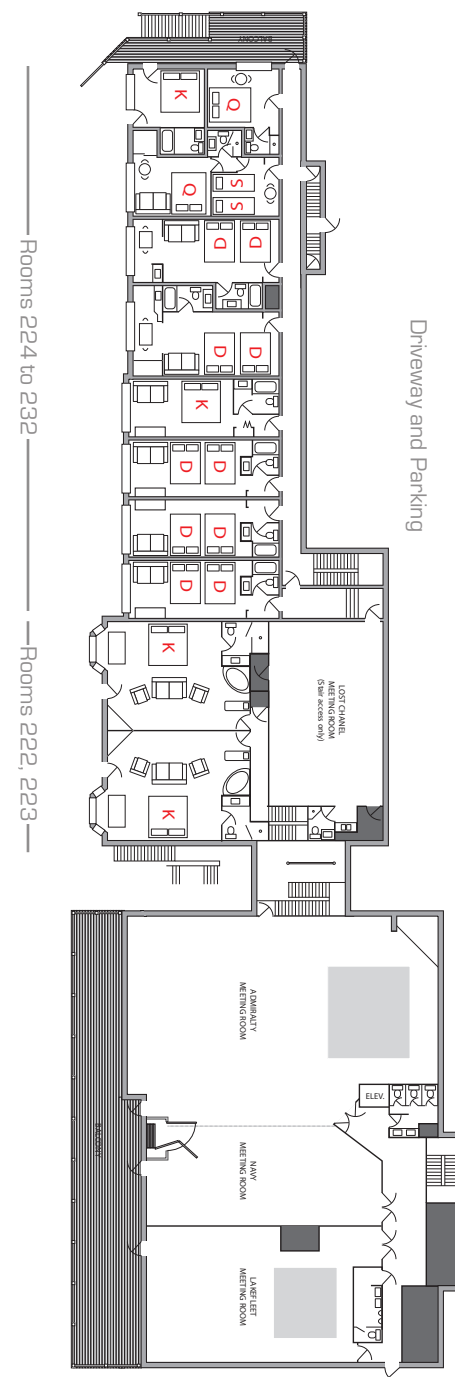 BALCONY
K
Q
Q
S
S
D
D
D
D
K
D
D
D
D
D
D
K
K
Rooms 224 to 232
Rooms 222, 223
Driveway and Parking
LOST CHANEL
MEETING ROOM
(Stair access only)
ADMIRALTY
MEETING ROOM
ELEV.
NAVY
MEETING ROOM
LAKEFLEET
MEETING ROOM
BALCONY